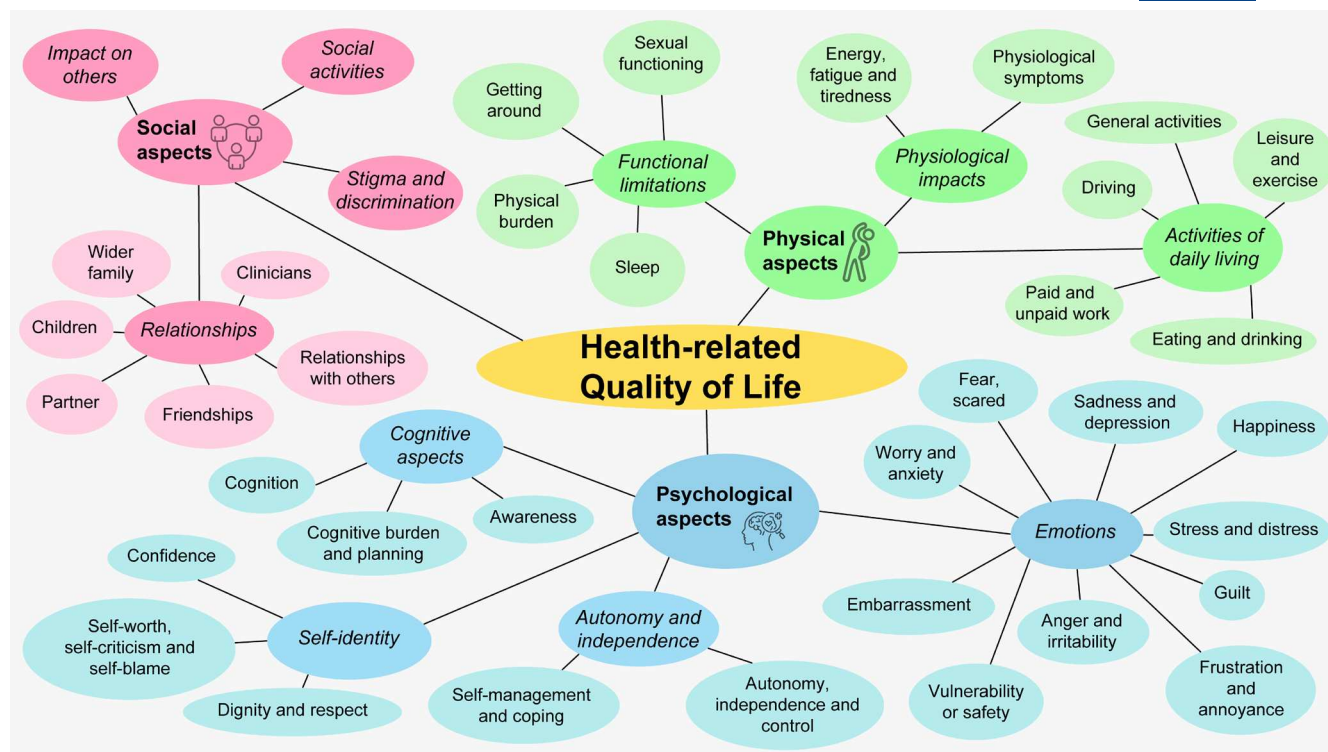 Impact on
others
Social
activities
Social
aspects
Stigma and
discrimination
Wider
family
Clinicians
Children
Relationships
Relationships
with others
Partner
Friendships
Sexual
functioning
Getting
around
Functional
limitations
Physical
burden
Sleep
Energy,
fatigue and
tiredness
Physiological
symptoms
Physiological
impacts
Physical
aspects
General activities
Leisure
and
exercise
Driving
Activities of
daily living
Paid and
unpaid work
Eating and drinking
Health-related
Quality of Life
Cognitive
aspects
Cognition
Cognitive burden
and planning
Awareness
Psychological
aspects
Confidence
Self-worth,
self-criticism and
self-blame
Self-identity
Dignity and respect
Autonomy and
independence
Self-management
and coping
Autonomy,
independence and
control
Fear,
scared
Sadness and
depression
Happiness
Worry and
anxiety
Emotions
Stress and distress
Guilt
Embarrassment
Anger and
irritability
Vulnerability
or safety
Frustration
and
annoyance